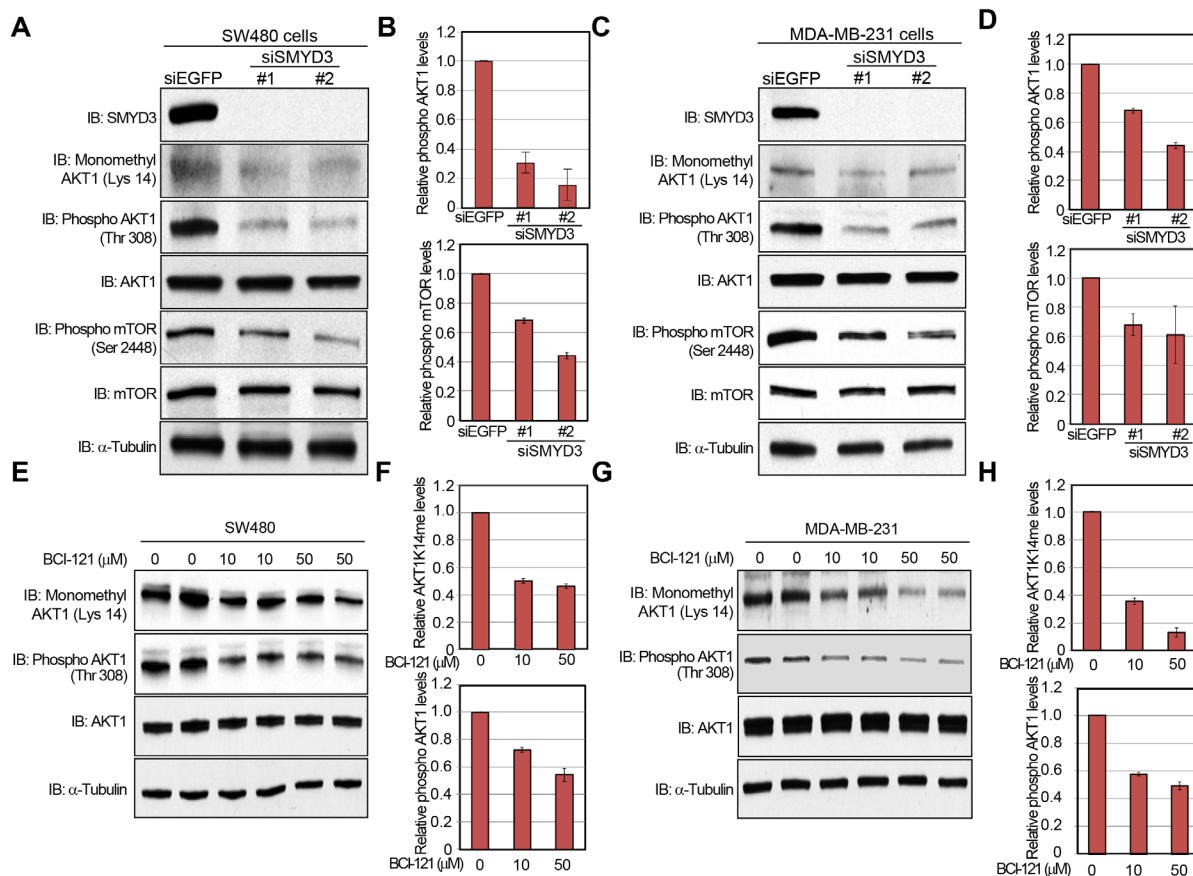 A
SW480 cells
siSMYD3
siEGFP #1 #2
IB: SMYD3
IB: Monomethyl
AKT1 (Lys 14)
IB: Phospho AKT1
(Thr 308)
IB: AKT1
IB: Phospho mTOR
(Ser 2448)
IB: mTOR
IB: α-Tubulin
B
Relative phospho AKT1 levels
1.2
1.0
0.8
0.6
0.4
0.2
0
siEGFP #1 #2
siSMYD3
Relative phospho mTOR levels
1.2
1.0
0.8
0.6
0.4
0.2
0
siEGFP #1 #2
siSMYD3
C
MDA-MB-231 cells
siSMYD3
siEGFP #1 #2
IB: SMYD3
IB: Monomethyl
AKT1 (Lys 14)
IB: Phospho AKT1
(Thr 308)
IB: AKT1
IB: Phospho mTOR
(Ser 2448)
IB: mTOR
IB: α-Tubulin
D
Relative phospho AKT1 levels
1.2
1.0
0.8
0.6
0.4
0.2
0
siEGFP #1 #2
siSMYD3
Relative phospho mTOR levels
1.2
1.0
0.8
0.6
0.4
0.2
0
siEGFP #1 #2
siSMYD3
E
SW480
BCI-121 (μM) 0 0 10 10 50 50
IB: Monomethyl
AKT1 (Lys 14)
IB: Phospho AKT1
(Thr 308)
IB: AKT1
IB: α-Tubulin
F
Relative AKT1K14me levels
1.2
1.0
0.8
0.6
0.4
0.2
0
BCI-121 (μM)
0 10 50
Relative phospho AKT1 levels
1.2
1.0
0.8
0.6
0.4
0.2
0
BCI-121 (μM) 0 10 50
G
MDA-MB-231
BCI-121 (μM) 0 0 10 10 50 50
IB: Monomethyl
AKT1 (Lys 14)
IB: Phospho AKT1
(Thr 308)
IB: AKT1
IB: α-Tubulin
H
Relative AKT1K14me levels
1.2
1.0
0.8
0.6
0.4
0.2
0
BCI-121 (μM)
0 10 50
Relative phospho AKT1 levels
1.2
1.0
0.8
0.6
0.4
0.2
0
BCI-121 (μM) 0 10 50